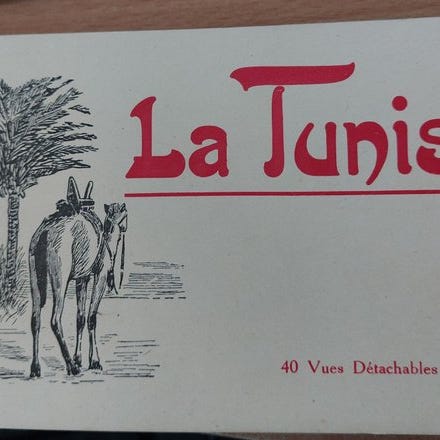 La Tunis
40 Vues Détachables